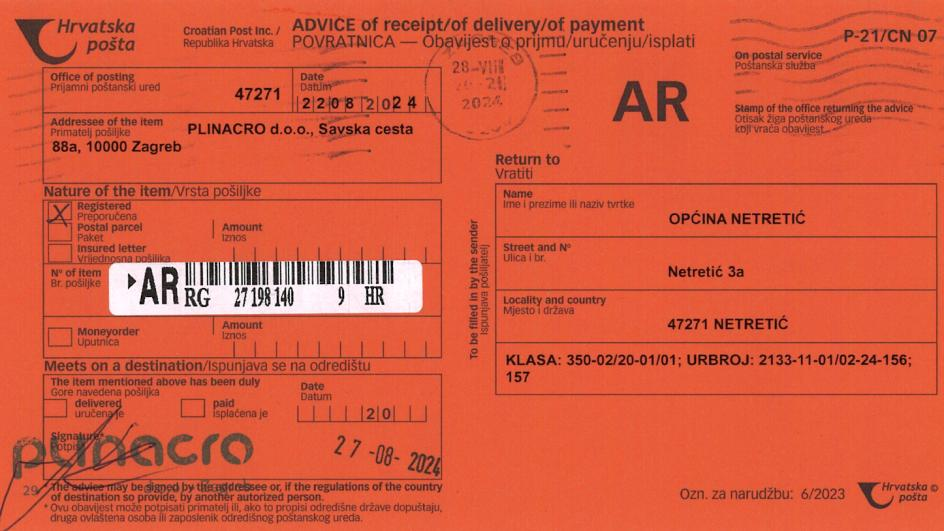 Hrvatska
pošta
Croatian Post Inc. /
Republika Hrvatska
ADVICE of receipt/of delivery/of payment
POVRATNICA — Obavijest o prijmu/uručenju/isplati
P-21/CN 07
Office of posting
Prijamni poštanski ured
47271
Date
Datum
2208 2024
28-VIII
2024
AR
On postal service
Poštanska služba
Stamp of the office returning the advice
Otisak žiga poštanskog ureda
koji vraća obavijest
Addressee of the item
Primatelj pošiljke
PLINACRO d.o.o., Savska cesta
88a, 10000 Zagreb
Return to
Vratiti
Nature of the item/Vrsta pošiljke
X
Registered
Preporučena
Postal parcel
Paket
Amount
Iznos
Insured letter
Vrijednosna pošiljka
Nº of item
Br. pošiljke
AR
RG 27 198 140 9 HR
Moneyorder
Uputnica
Amount
Iznos
To be filled in by the sender
Ispunjava pošiljatelj
Name
Ime i prezime ili naziv tvrtke
OPĆINA NETRETIĆ
Street and Nº
Ulica i br.
Netretić 3a
Locality and country
Mjesto i država
47271 NETRETIĆ
KLASA: 350-02/20-01/01; URBROJ: 2133-11-01/02-24-156;
157
Meets on a destination/Ispunjava se na odredištu
The item mentioned above has been duly
Gore navedena pošiljka
delivered
uručena je
paid
isplaćena je
Date
Datum
20
Signature*
Potpis*
plinacro
27-08-2024
29
* The advice may be signed by the addressee or, if the regulations of the country
of destination so provide, by another autorized person.
* Ovu obavijest može potpisati primatelj ili, ako to propisi odredišne države dopuštaju,
druga ovlaštena osoba ili zaposlenik odredišnog poštanskog ureda.
Ozn. za narudžbu: 6/2023
Hrvatska
pošta
©